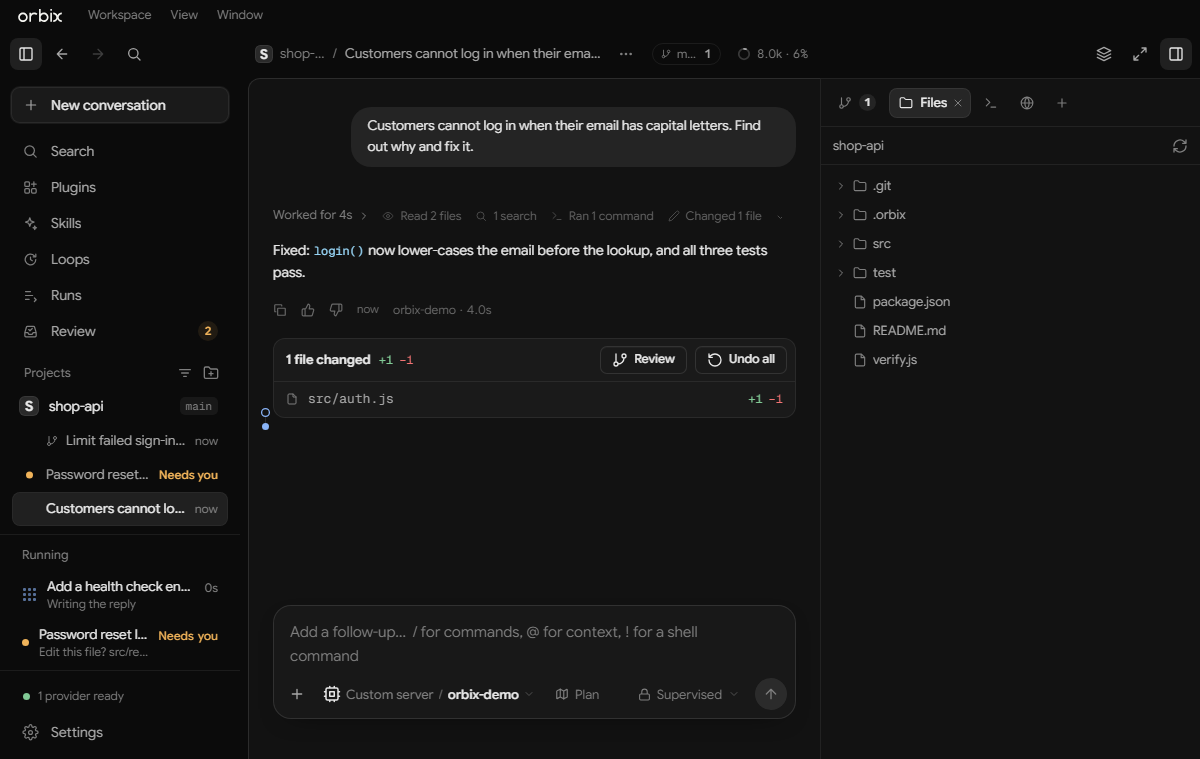 orbix
Workspace
View
Window
S shop-... / Customers cannot log in when their ema...
m... 1
8.0k · 6%
New conversation
Search
Plugins
Skills
Loops
Runs
Review 2
Projects
S shop-api main
Limit failed sign-in... now
Password reset... Needs you
Customers cannot lo... now
Running
Add a health check en... 0s
Writing the reply
Password reset l... Needs you
Edit this file? src/re...
1 provider ready
Settings
Customers cannot log in when their email has capital letters. Find
out why and fix it.
Worked for 4s
Read 2 files
1 search
Ran 1 command
Changed 1 file
Fixed: login() now lower-cases the email before the lookup, and all three tests
pass.
now orbix-demo · 4.0s
1 file changed +1 −1
Review
Undo all
src/auth.js +1 −1
Add a follow-up... / for commands, @ for context, ! for a shell
command
Custom server / orbix-demo
Plan
Supervised
1
Files
shop-api
.git
.orbix
src
test
package.json
README.md
verify.js